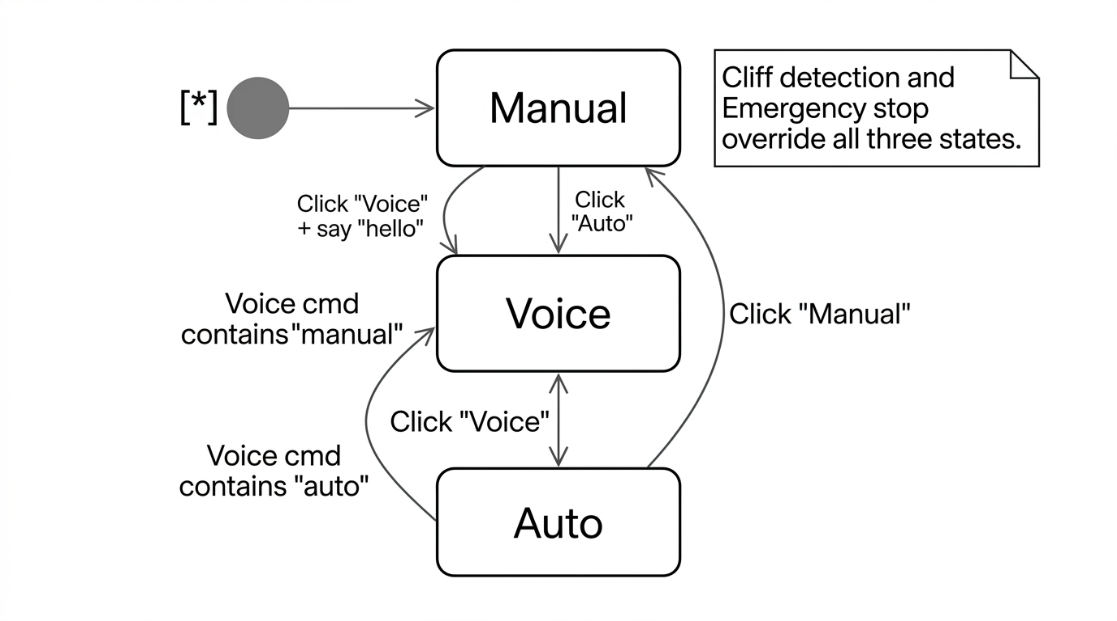 [*]
Manual
Cliff detection and
Emergency stop
override all three states.
Click "Voice"
+ say "hello"
Click
"Auto"
Voice cmd
contains"manual"
Voice
Click "Manual"
Click "Voice"
Voice cmd
contains "auto"
Auto